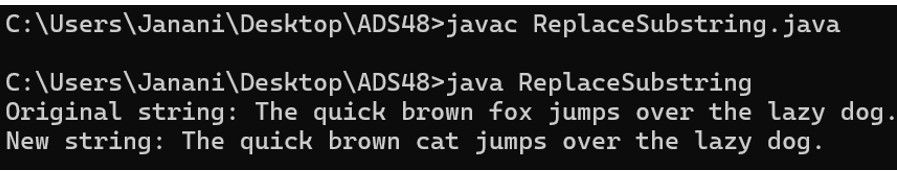 C:\Users\Janani\Desktop\ADS48>javac ReplaceSubstring.java
C:\Users\Janani\Desktop\ADS48>java ReplaceSubstring
Original string: The quick brown fox jumps over the lazy dog.
New string: The quick brown cat jumps over the lazy dog.